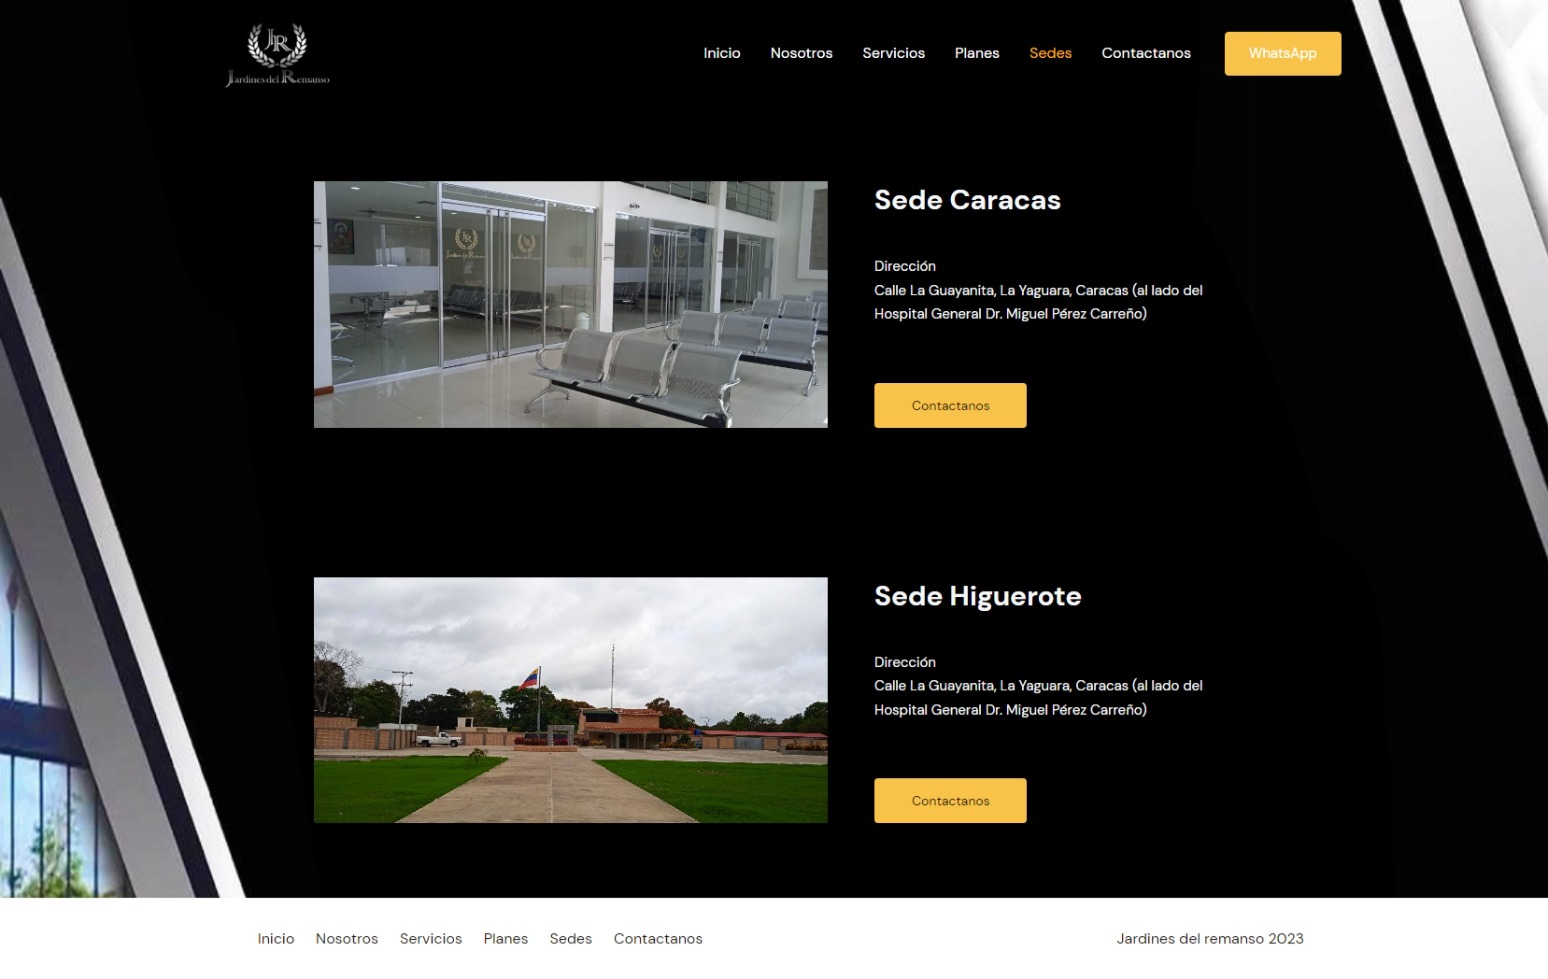 JR
Jardines del Remanso
Inicio Nosotros Servicios Planes Sedes Contactanos WhatsApp
JR JR
Sede Caracas
Dirección
Calle La Guayanita, La Yaguara, Caracas (al lado del
Hospital General Dr. Miguel Pérez Carreño)
Contactanos
Sede Higuerote
Dirección
Calle La Guayanita, La Yaguara, Caracas (al lado del
Hospital General Dr. Miguel Pérez Carreño)
Contactanos
Inicio Nosotros Servicios Planes Sedes Contactanos
Jardines del remanso 2023